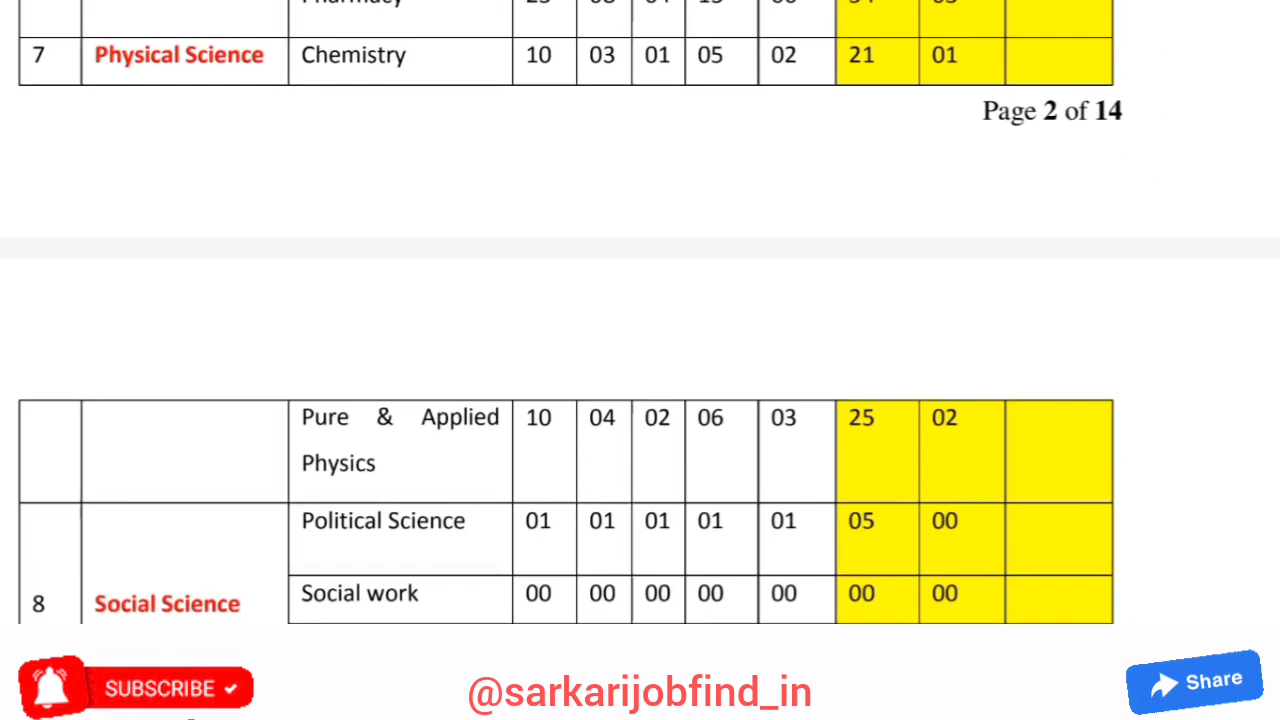 7 Physical Science Chemistry 10 03 01 05 02 21 01
Page 2 of 14
Pure & Applied 10 04 02 06 03 25 02
Physics
Political Science 01 01 01 01 01 05 00
Social work 00 00 00 00 00 00 00
8 Social Science
SUBSCRIBE
@sarkarijobfind_in
Share